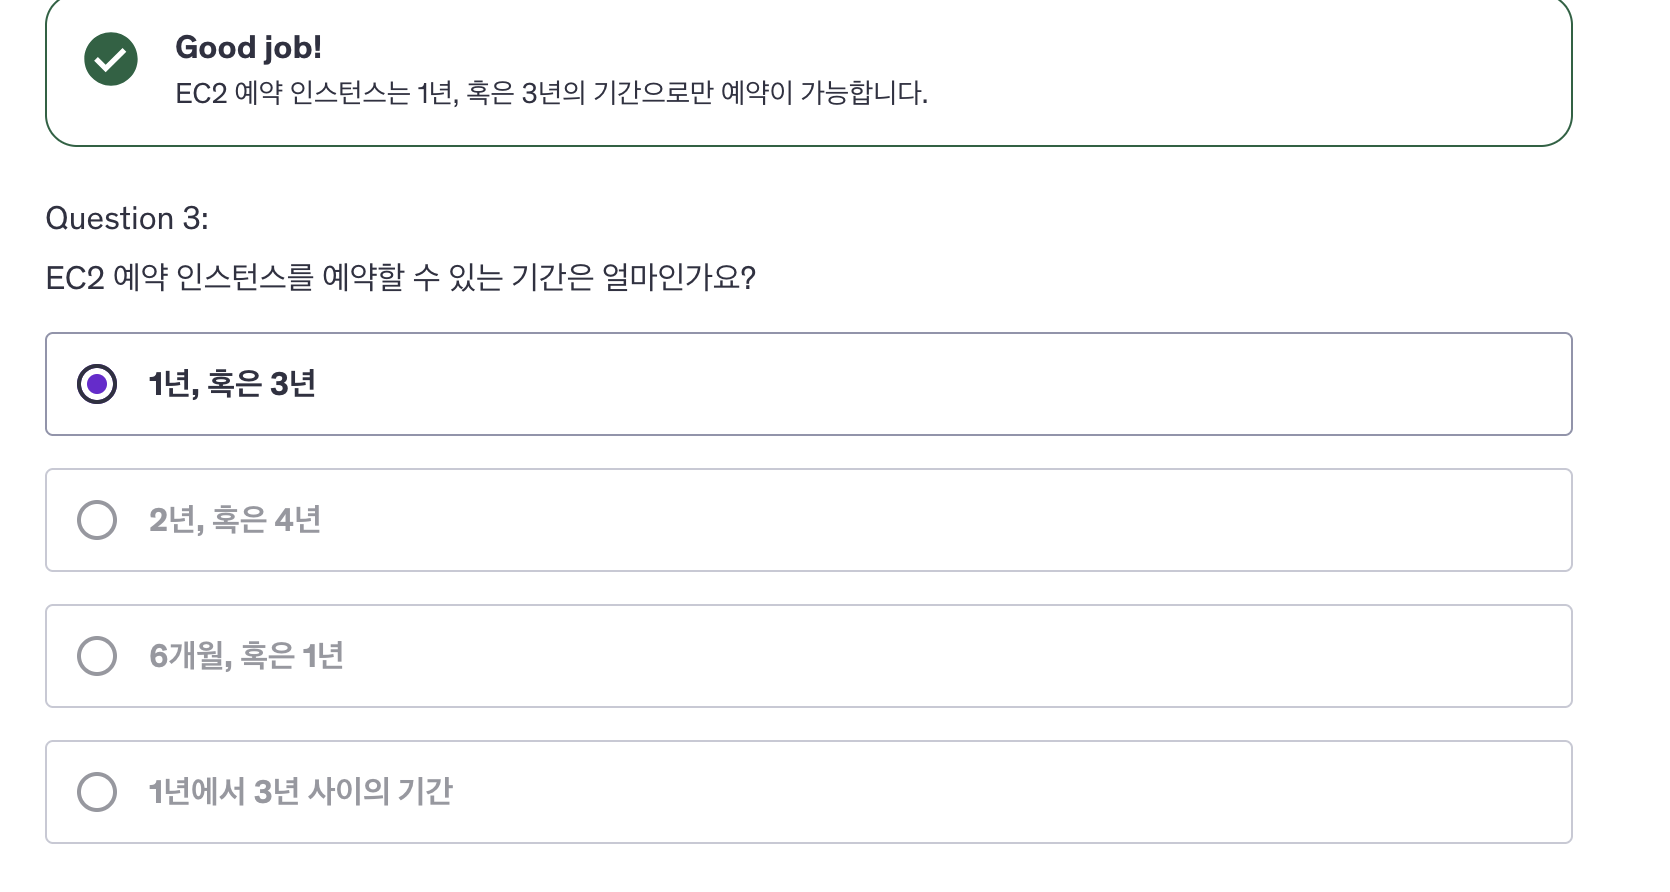 Good job!
EC2 예약 인스턴스는 1년, 혹은 3년의 기간으로만 예약이 가능합니다.
Question 3:
EC2 예약 인스턴스를 예약할 수 있는 기간은 얼마인가요?
1년, 혹은 3년
2년, 혹은 4년
6개월, 혹은 1년
1년에서 3년 사이의 기간